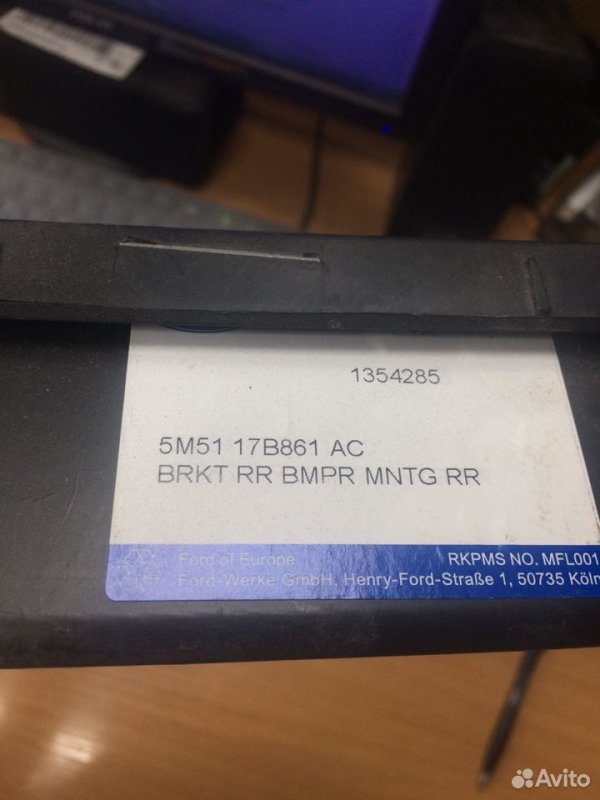 1354285
5M51 17B861 AC
BRKT RR BMPR MNTG RR
Ford of Europe
RKPMS NO. MFL001
Ford-Werke GmbH, Henry-Ford-Straße 1, 50735 Köln
Avito